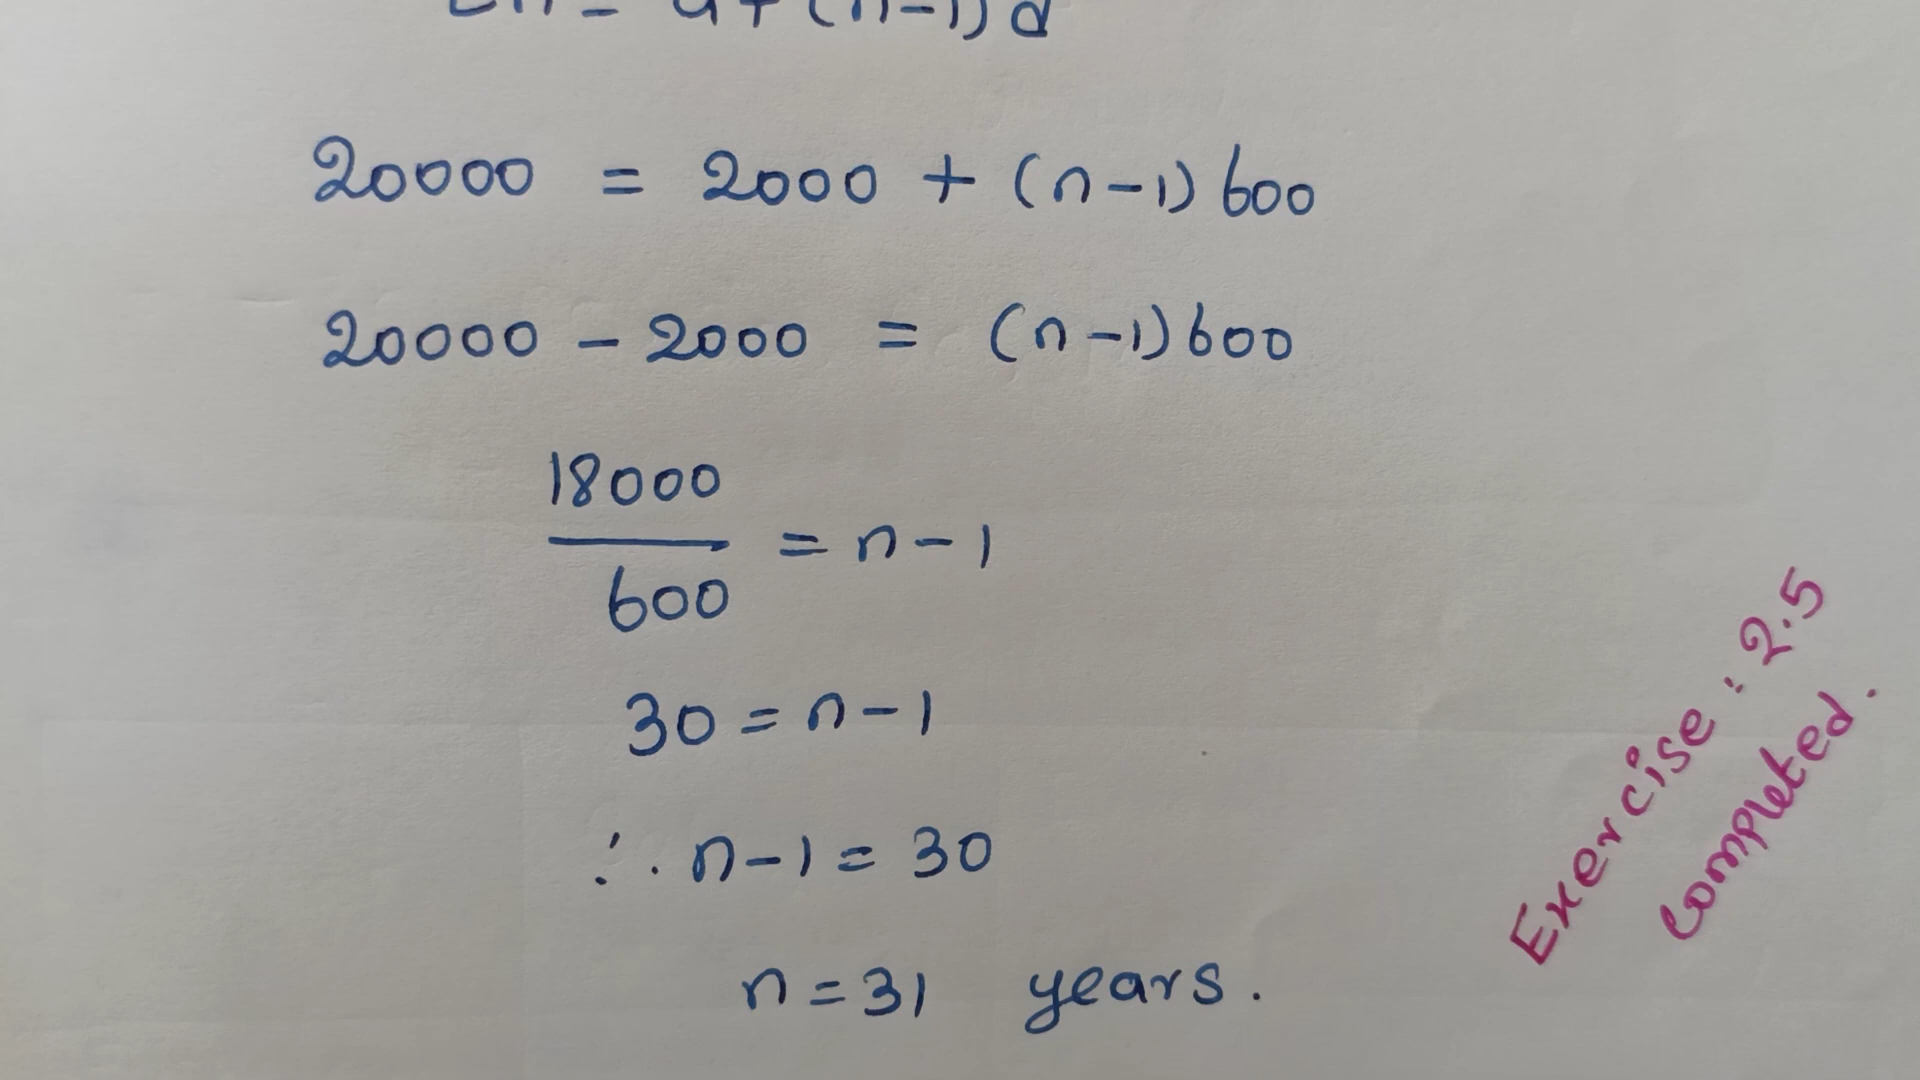 = a + (n-1) d
20000 = 2000 + (n-1) 600
20000 - 2000 = (n-1) 600
18000
600
= n-1
30 = n-1
∴ n-1 = 30
n = 31 years.
Exercise : 2.5
Completed.